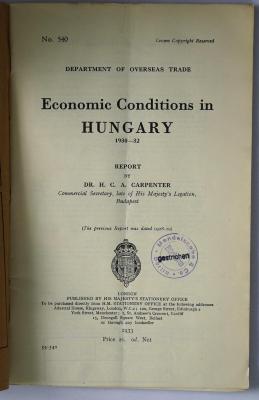 No. 540
Crown Copyright Reserved
DEPARTMENT OF OVERSEAS TRADE
Economic Conditions in
HUNGARY
1930—32
REPORT
BY
DR. H. C. A. CARPENTER
Commercial Secretary, late of His Majesty's Legation,
Budapest
(The previous Report was dated
Mendelssohn
& Co.
gestrichen
LONDON
PUBLISHED BY HIS MAJESTY'S STATIONERY OFFICE
To be purchased directly from H.M. STATIONERY OFFICE at the following addresses
Adastral House, Kingsway, London, W.C.2; 120, George Street, Edinburgh 2
York Street, Manchester 1; 1, St. Andrew's Crescent, Cardiff
15, Donegall Square West, Belfast
or through any bookseller
1933
Price 2s. 0d. Net